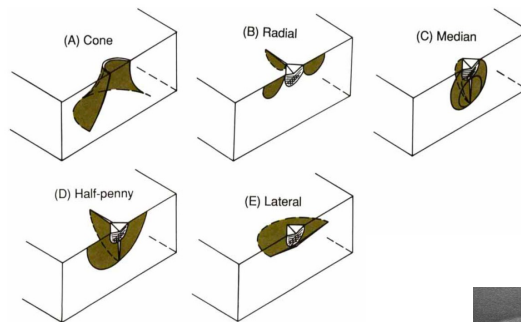 (A) Cone
(B) Radial
(C) Median
(D) Half-penny
(E) Lateral